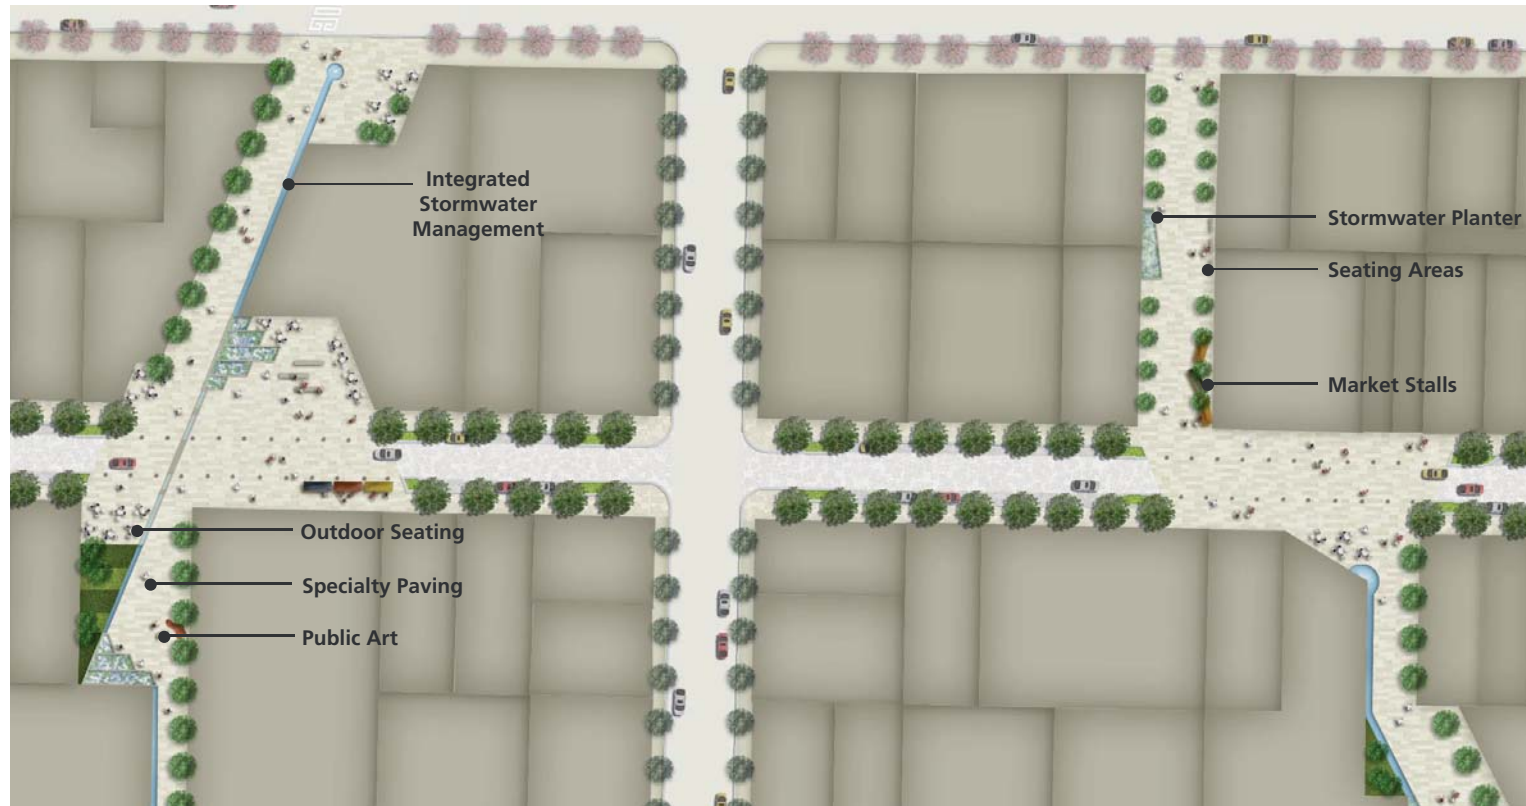 Integrated
Stormwater
Management
Stormwater Planter
Seating Areas
Market Stalls
Outdoor Seating
Specialty Paving
Public Art